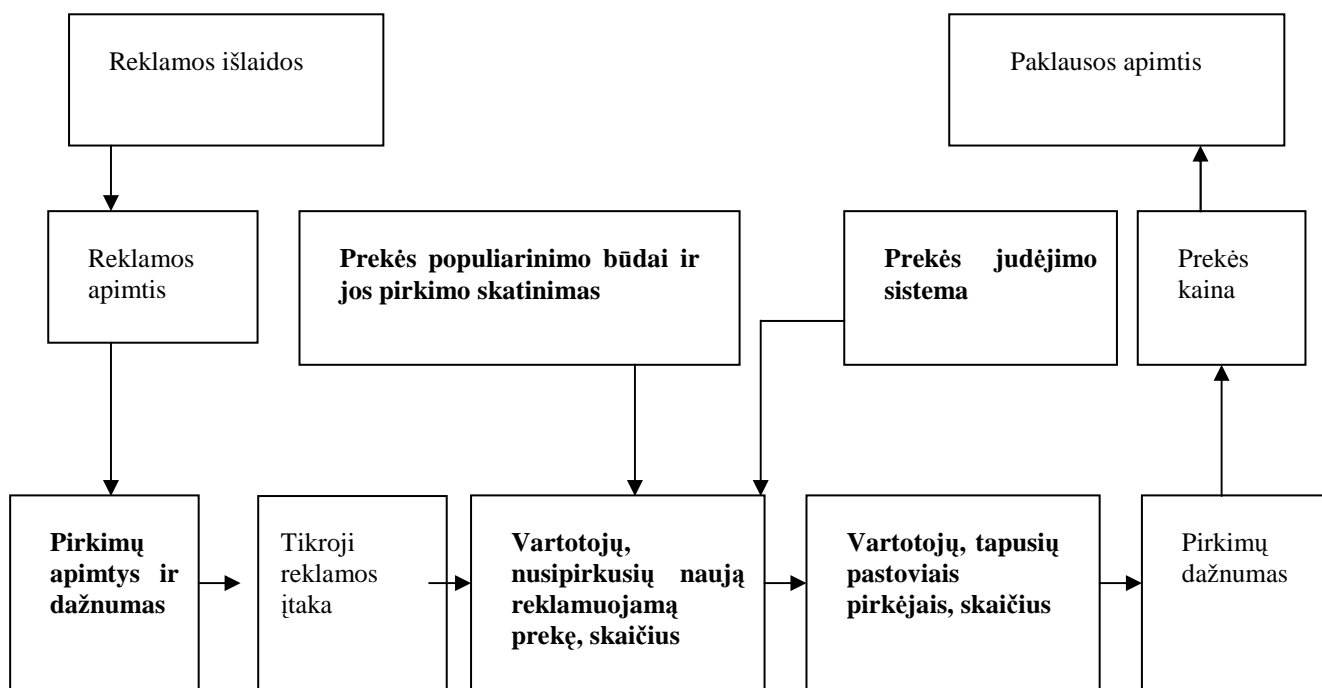 Reklamos išlaidos
Paklausos apimtis
Reklamos
apimtis
Prekės populiarinimo būdai ir
jos pirkimo skatinimas
Prekės judėjimo
sistema
Prekės
kaina
Pirkimų
apimtys ir
dažnumas
Tikroji
reklamos
įtaka
Vartotojų,
nusipirkusių naują
reklamuojamą
prekę, skaičius
Vartotojų, tapusių
pastoviais
pirkėjais, skaičius
Pirkimų
dažnumas